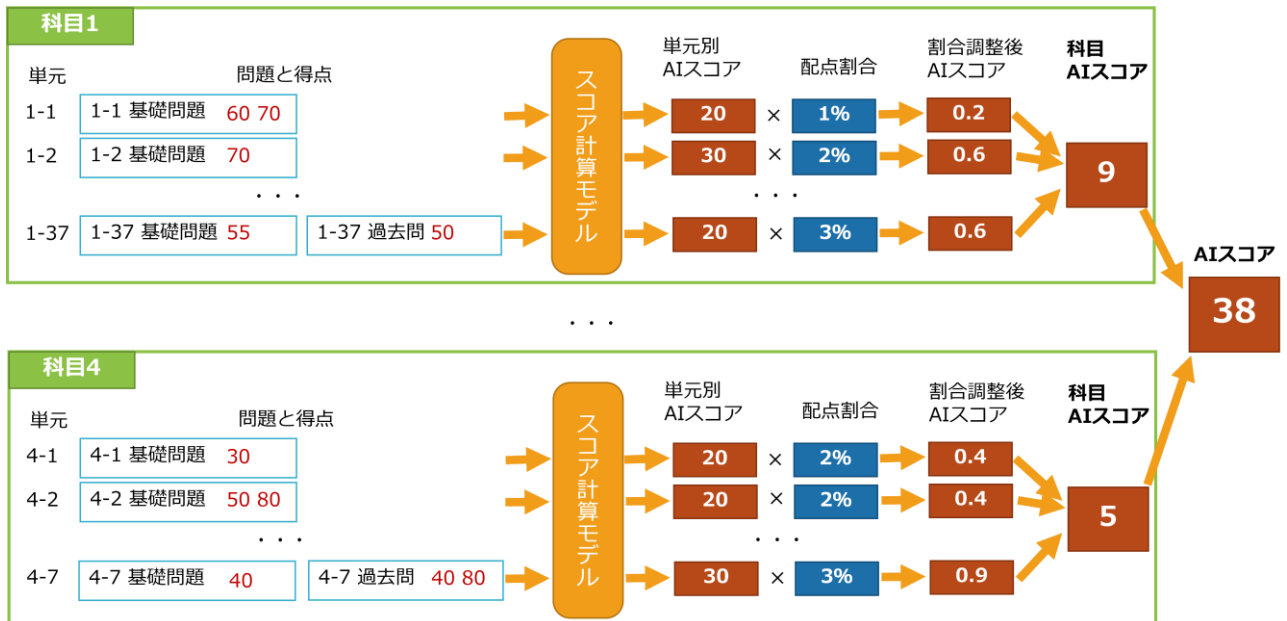 科目1
単元
問題と得点
単元別
AIスコア
配点割合
割合調整後
AIスコア
科目
AIスコア
スコア計算モデル
1-1
1-1 基礎問題 60 70
20 × 1%
0.2
1-2
1-2 基礎問題 70
30 × 2%
0.6
9
・・・
・・・
1-37
1-37 基礎問題 55
1-37 過去問 50
20 × 3%
0.6
AIスコア
38
・・・
科目4
単元
問題と得点
単元別
AIスコア
配点割合
割合調整後
AIスコア
科目
AIスコア
スコア計算モデル
4-1
4-1 基礎問題 30
20 × 2%
0.4
4-2
4-2 基礎問題 50 80
20 × 2%
0.4
5
・・・
・・・
4-7
4-7 基礎問題 40
4-7 過去問 40 80
30 × 3%
0.9